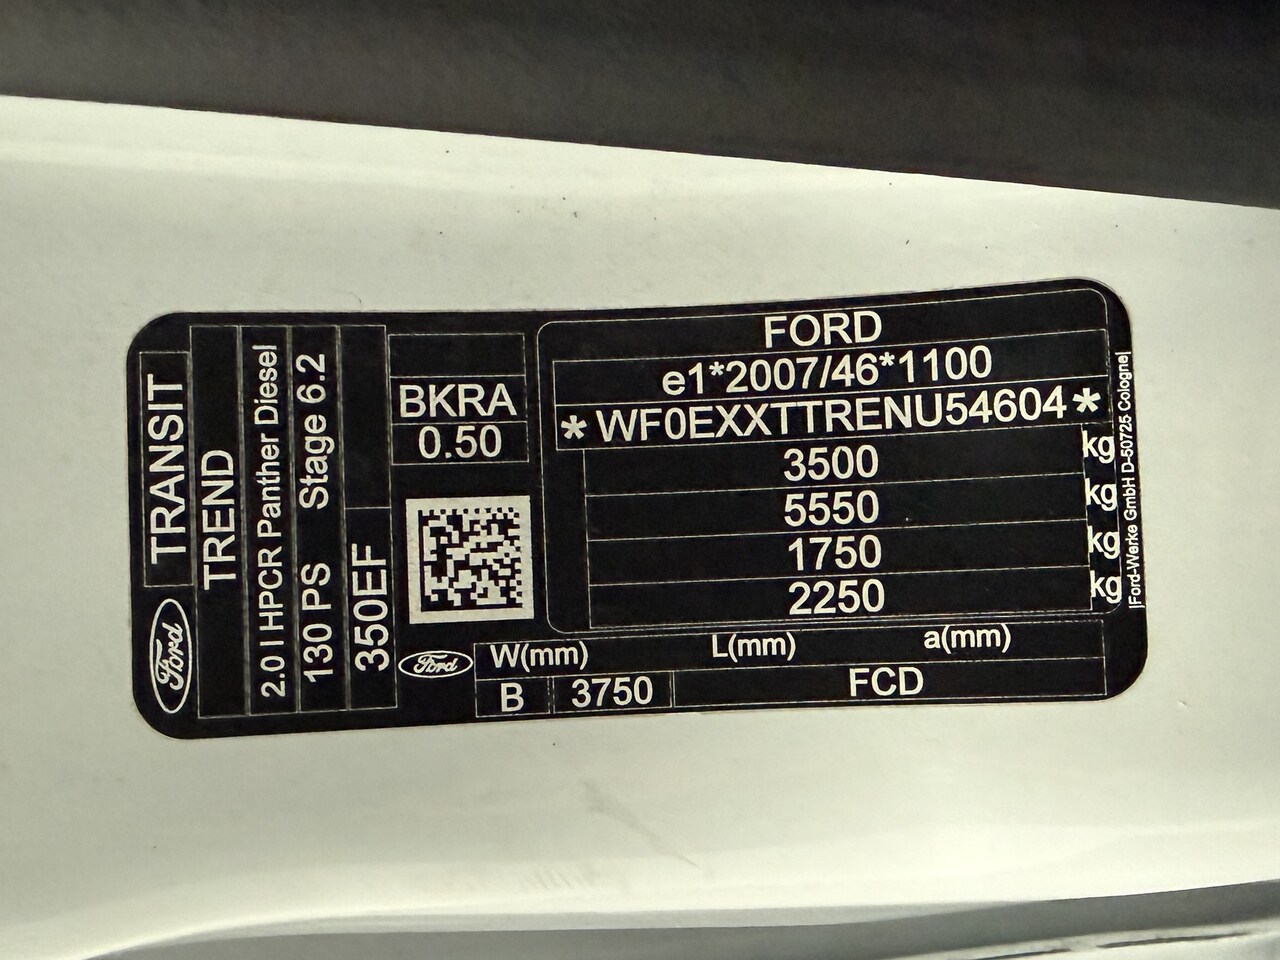 FORD
e1*2007/46*1100
* WF0EXXTTRENU54604 *
3500 kg
5550 kg
1750 kg
2250 kg
BKRA
0.50
Ford
W(mm) L(mm) a(mm)
B 3750 FCD
Ford TRANSIT
TREND
2.0 l HPCR Panther Diesel
130 PS Stage 6.2
350EF
|Ford-Werke GmbH D-50725 Cologne|